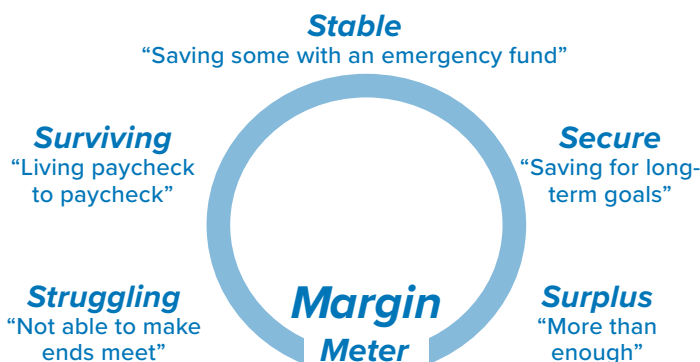 Stable
“Saving some with an emergency fund”
Surviving
“Living paycheck
to paycheck”
Secure
“Saving for long-
term goals”
Struggling
“Not able to make
ends meet”
Margin
Meter
Surplus
“More than
enough”